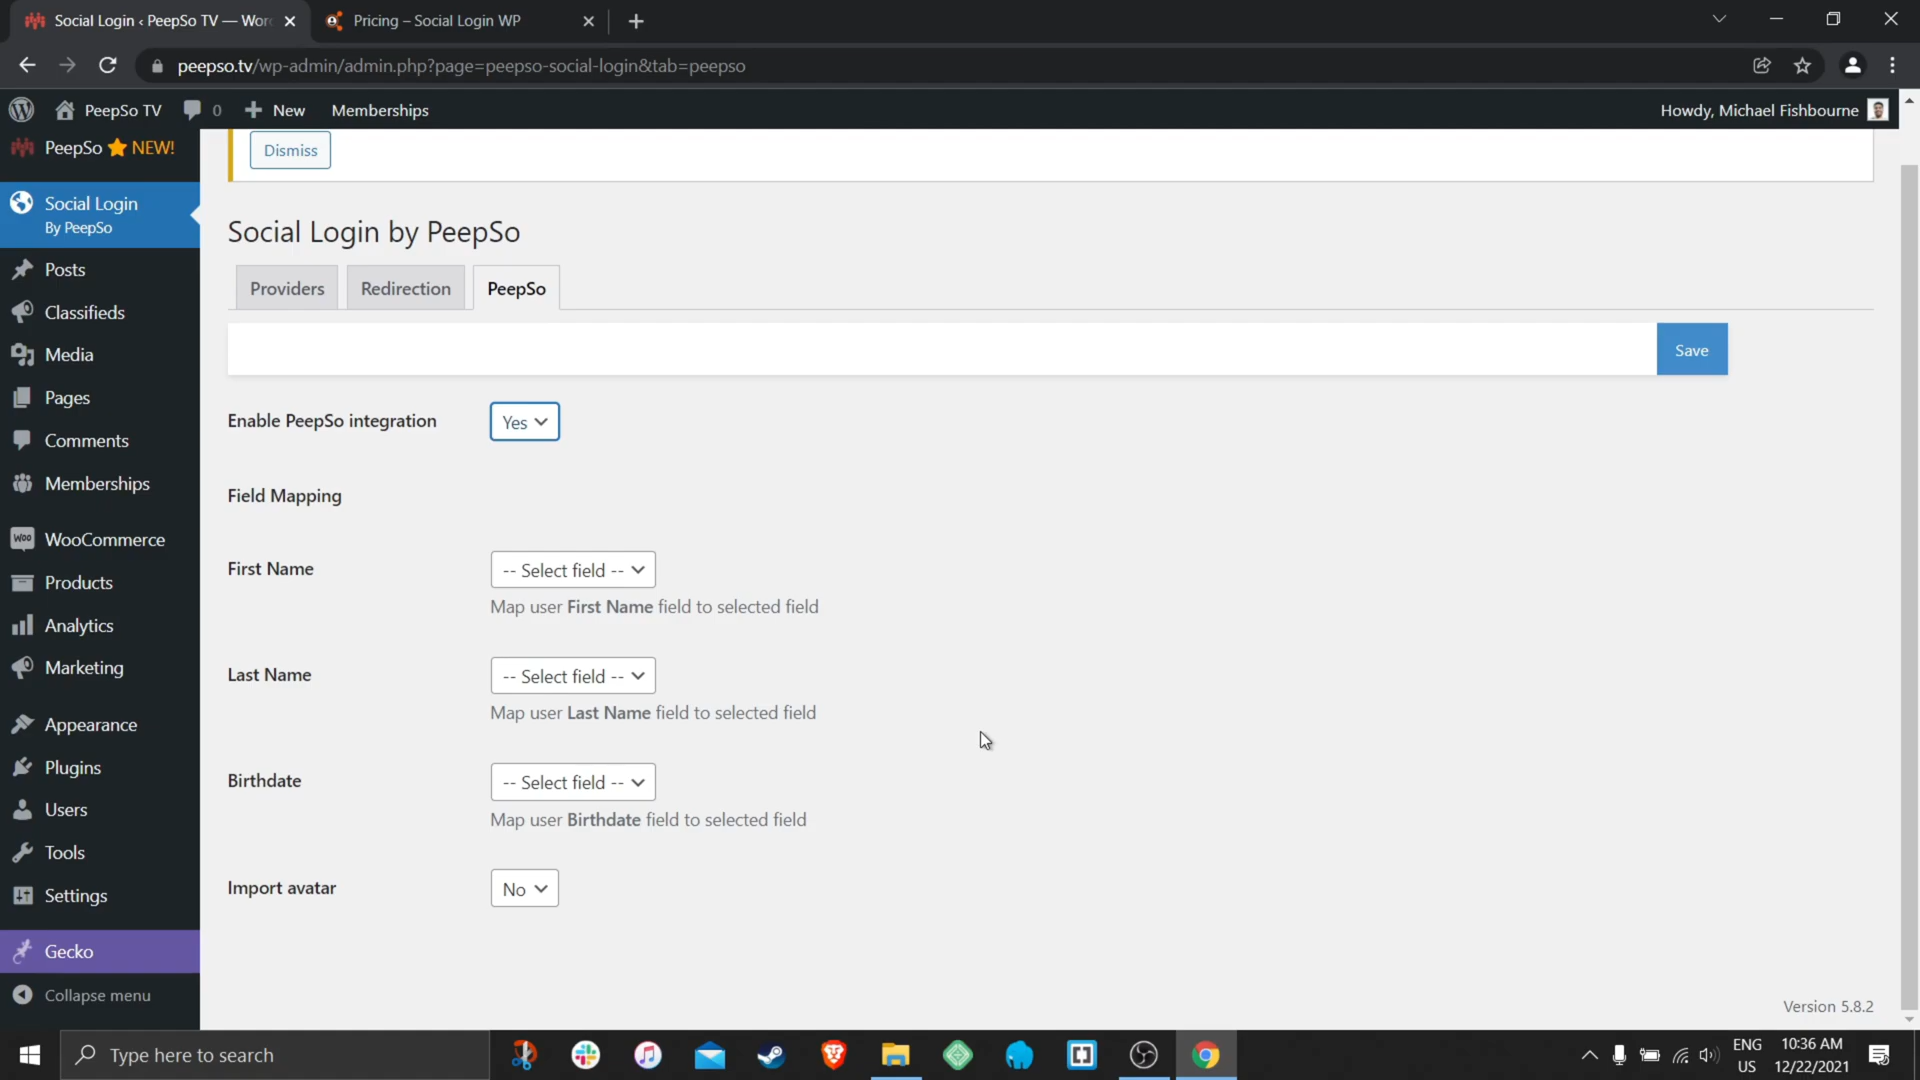 Social Login ‹ PeepSo TV — Wor
Pricing – Social Login WP
peepso.tv/wp-admin/admin.php?page=peepso-social-login&tab=peepso
PeepSo TV
0
New
Memberships
Howdy, Michael Fishbourne
PeepSo ⭐ NEW!
Dismiss
Social Login
By PeepSo
Posts
Classifieds
Media
Pages
Comments
Memberships
Woo WooCommerce
Products
Analytics
Marketing
Appearance
Plugins
Users
Tools
Settings
Gecko
Collapse menu
Social Login by PeepSo
Providers
Redirection
PeepSo
Save
Enable PeepSo integration
Yes
Field Mapping
First Name
-- Select field --
Map user First Name field to selected field
Last Name
-- Select field --
Map user Last Name field to selected field
Birthdate
-- Select field --
Map user Birthdate field to selected field
Import avatar
No
Version 5.8.2
Type here to search
ENG
US
10:36 AM
12/22/2021